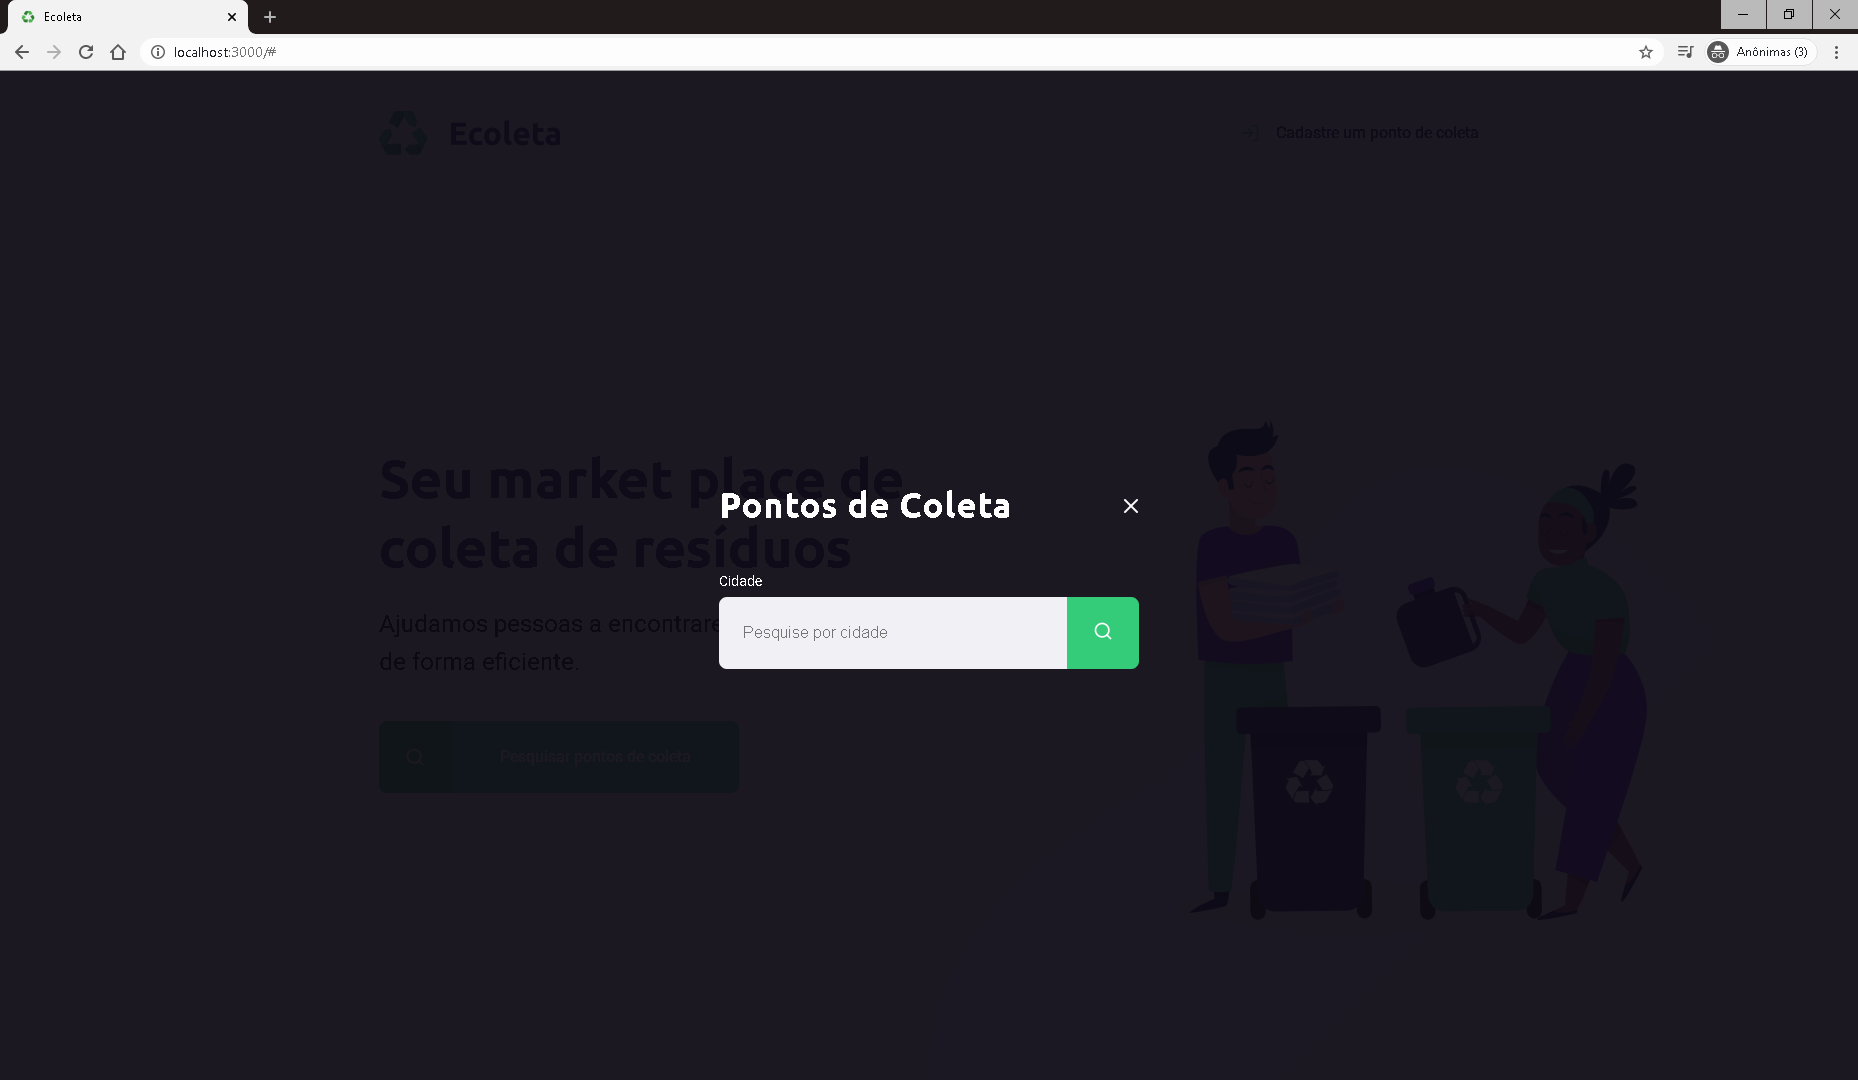 Ecoleta
localhost:3000/#
Anônimas (3)
Ecoleta
Cadastre um ponto de coleta
Seu market place de
coleta de resíduos
Ajudamos pessoas a encontrare
de forma eficiente.
Pesquisar pontos de coleta
Pontos de Coleta
Cidade
Pesquise por cidade